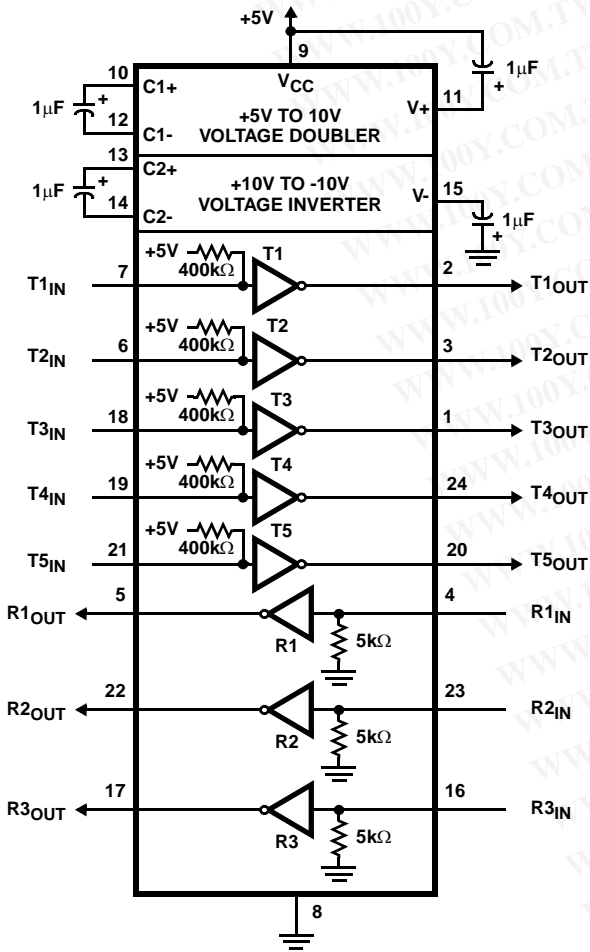 +5V
9
VCC
10
C1+
1µF
+
12
C1-
+5V TO 10V
VOLTAGE DOUBLER
V+
11
1µF
+
13
C2+
1µF
+
14
C2-
+10V TO -10V
VOLTAGE INVERTER
V-
15
1µF
+
+5V
400kΩ
T1
T1IN
7
2
T1OUT
+5V
400kΩ
T2
T2IN
6
3
T2OUT
+5V
400kΩ
T3
T3IN
18
1
T3OUT
+5V
400kΩ
T4
T4IN
19
24
T4OUT
+5V
400kΩ
T5
T5IN
21
20
T5OUT
R1OUT
5
4
R1IN
R1
5kΩ
R2OUT
22
23
R2IN
R2
5kΩ
R3OUT
17
16
R3IN
R3
5kΩ
8
WWW.100Y.COM.TW